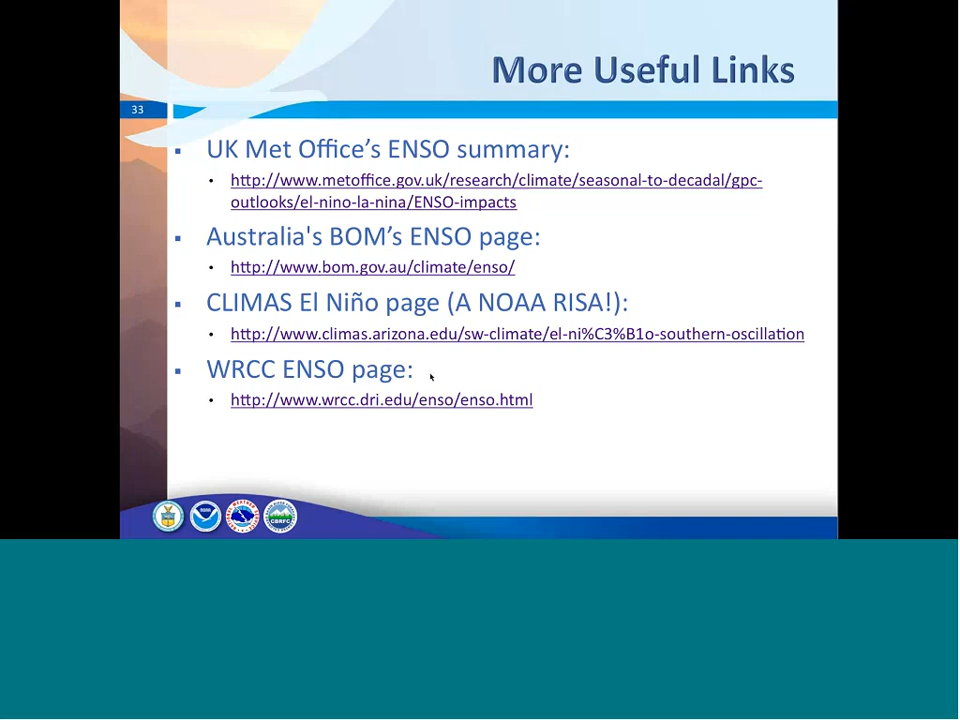 More Useful Links
33
UK Met Office’s ENSO summary:
http://www.metoffice.gov.uk/research/climate/seasonal-to-decadal/gpc-
outlooks/el-nino-la-nina/ENSO-impacts
Australia's BOM’s ENSO page:
http://www.bom.gov.au/climate/enso/
CLIMAS El Niño page (A NOAA RISA!):
http://www.climas.arizona.edu/sw-climate/el-ni%C3%B1o-southern-oscillation
WRCC ENSO page:
http://www.wrcc.dri.edu/enso/enso.html
NOAA
CBRFC